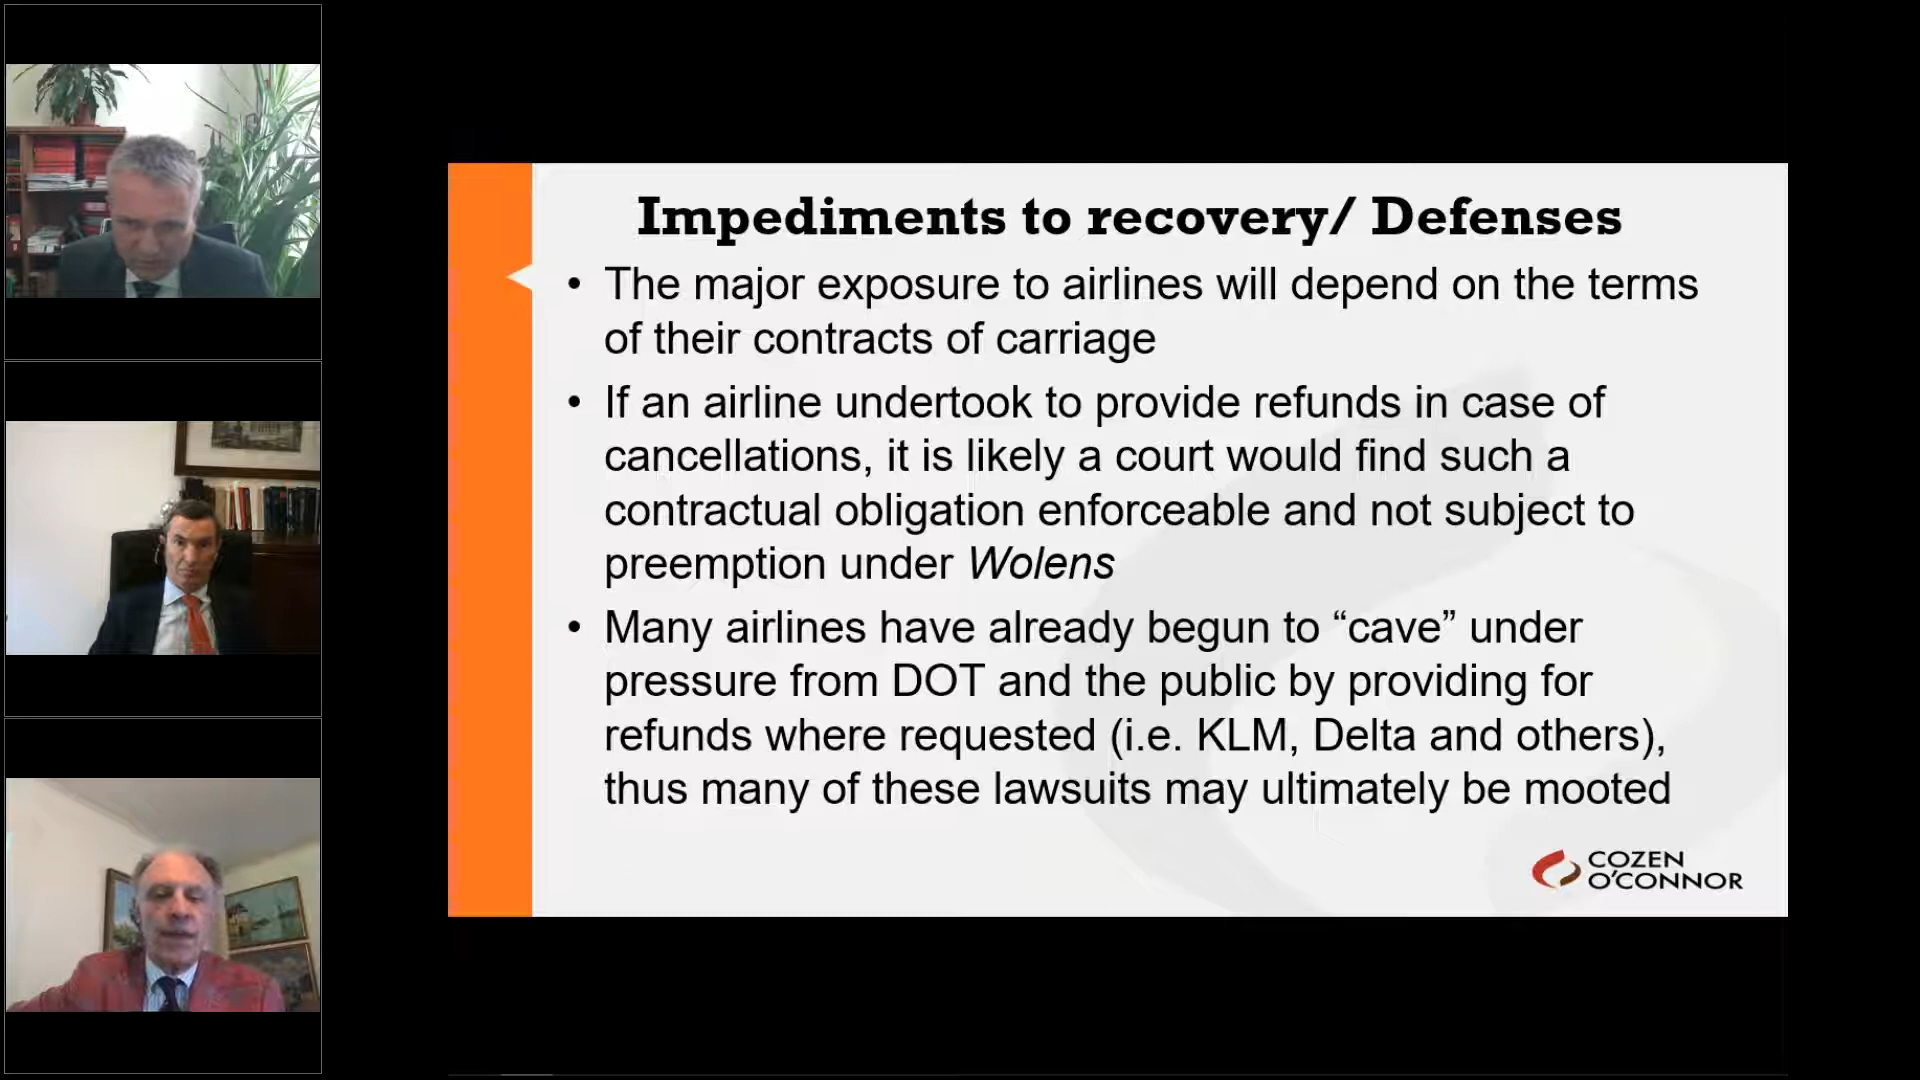 Impediments to recovery/ Defenses
• The major exposure to airlines will depend on the terms
of their contracts of carriage
• If an airline undertook to provide refunds in case of
cancellations, it is likely a court would find such a
contractual obligation enforceable and not subject to
preemption under Wolens
• Many airlines have already begun to “cave” under
pressure from DOT and the public by providing for
refunds where requested (i.e. KLM, Delta and others),
thus many of these lawsuits may ultimately be mooted
COZEN
O'CONNOR